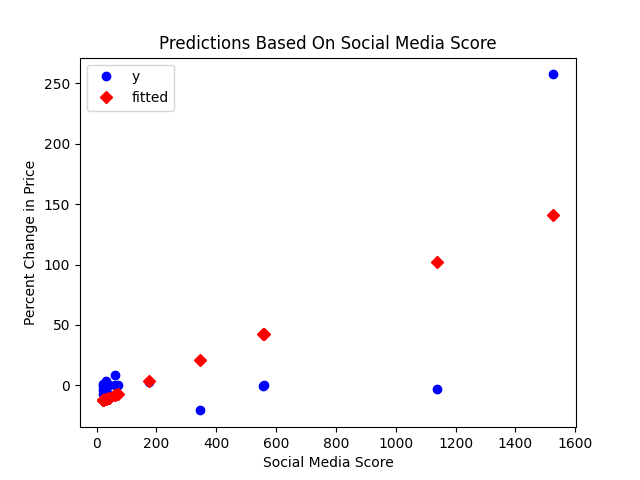 Predictions Based On Social Media Score
y
fitted
250
200
150
100
50
0
Percent Change in Price
0 200 400 600 800 1000 1200 1400 1600
Social Media Score